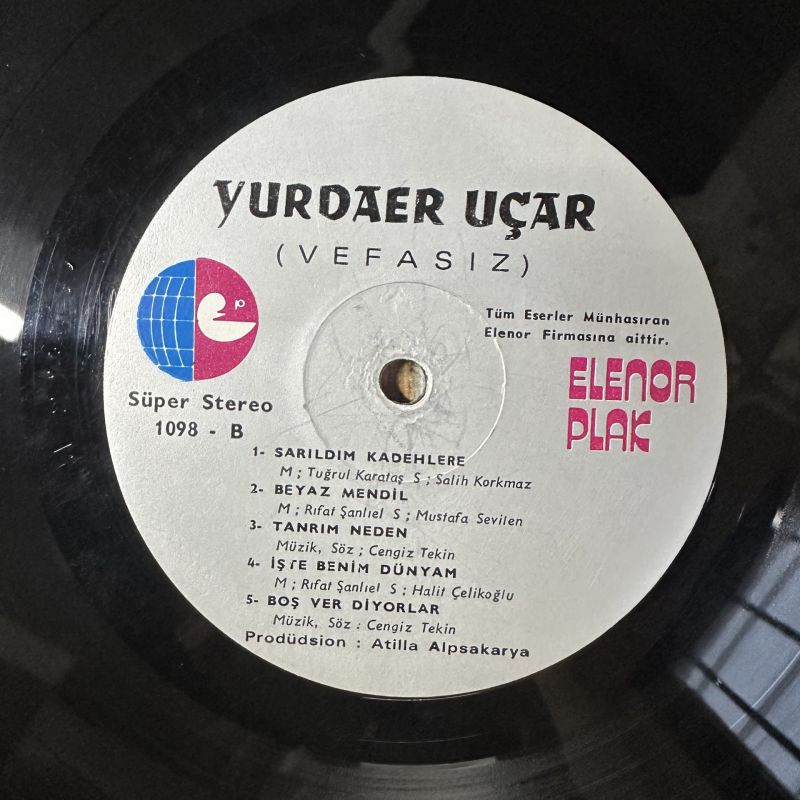 YURDAER UÇAR
(VEFASIZ)
Tüm Eserler Münhasıran
Elenor Firmasına aittir.
ep
ELENOR
PLAK
Süper Stereo
1098 - B
1- SARILDIM KADEHLERE
M ; Tuğrul Karataş S ; Salih Korkmaz
2- BEYAZ MENDİL
M ; Rıfat Şanlıel S ; Mustafa Sevilen
3- TANRIM NEDEN
Müzik, Söz ; Cengiz Tekin
4- İŞTE BENİM DÜNYAM
M ; Rıfat Şanlıel S ; Halit Çelikoğlu
5- BOŞ VER DİYORLAR
Müzik, Söz : Cengiz Tekin
Prodüdsion : Atilla Alpsakarya